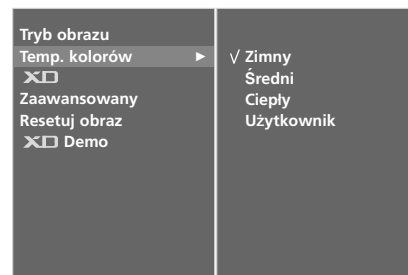 Tryb obrazu
Temp. kolorów ►
XD
Zaawansowany
Resetuj obraz
XD Demo
√ Zimny
Średni
Ciepły
Użytkownik